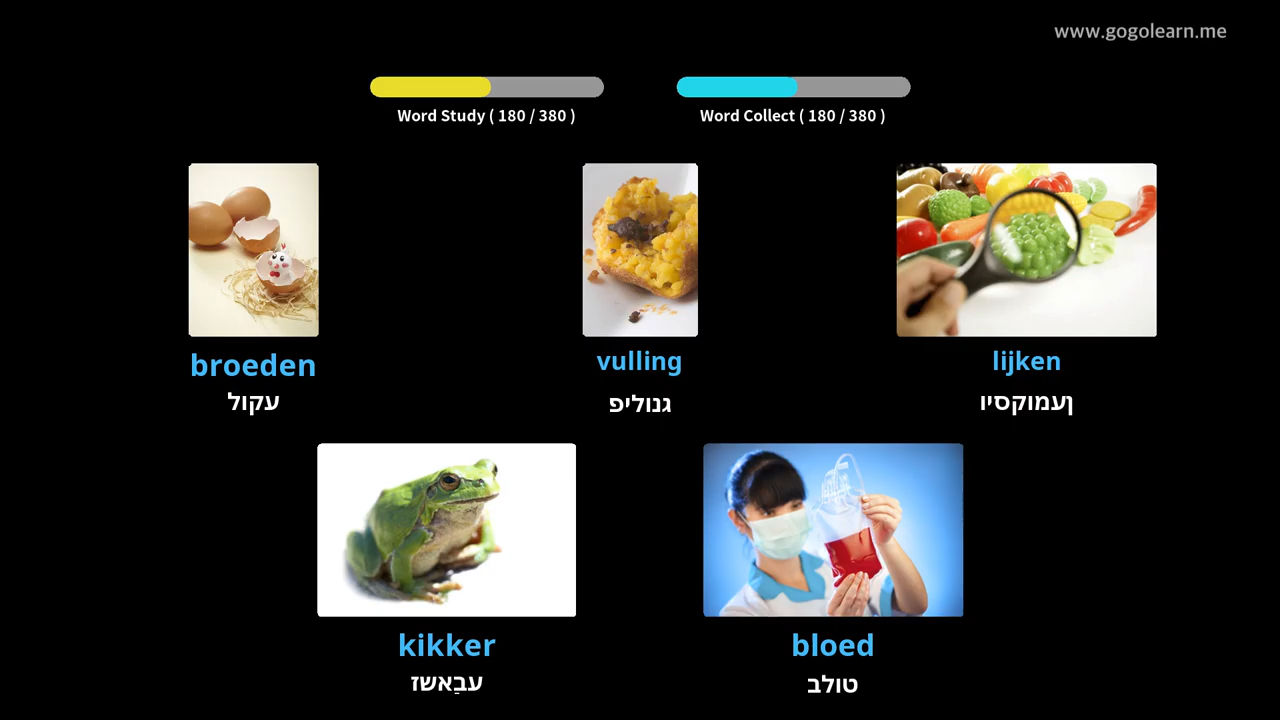 www.gogolearn.me
Word Study ( 180 / 380 )
Word Collect ( 180 / 380 )
broeden
עקול
vulling
גנוליפ
lijken
ןעמוקסיו
kikker
עבַאשז
bloed
טולב